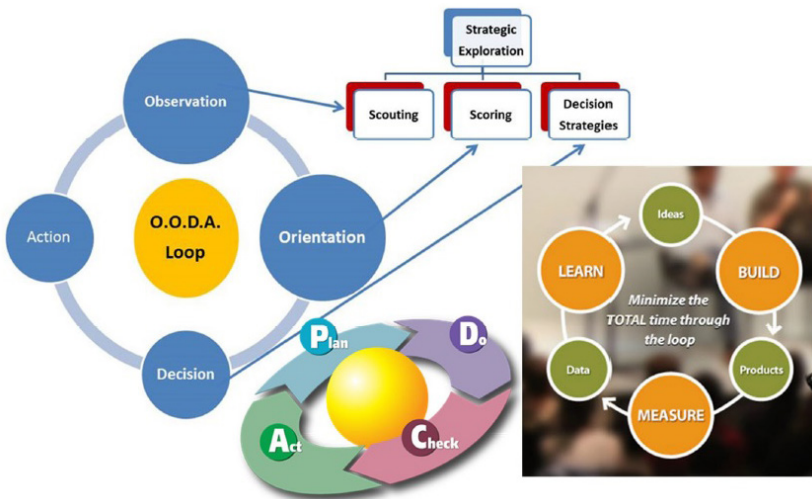 Strategic
Exploration
Observation
Scouting
Scoring
Decision
Strategies
Action
O.O.D.A.
Loop
Orientation
Decision
Plan
Do
Act
Check
Ideas
LEARN
BUILD
Minimize the
TOTAL time through
the loop
Data
Products
MEASURE